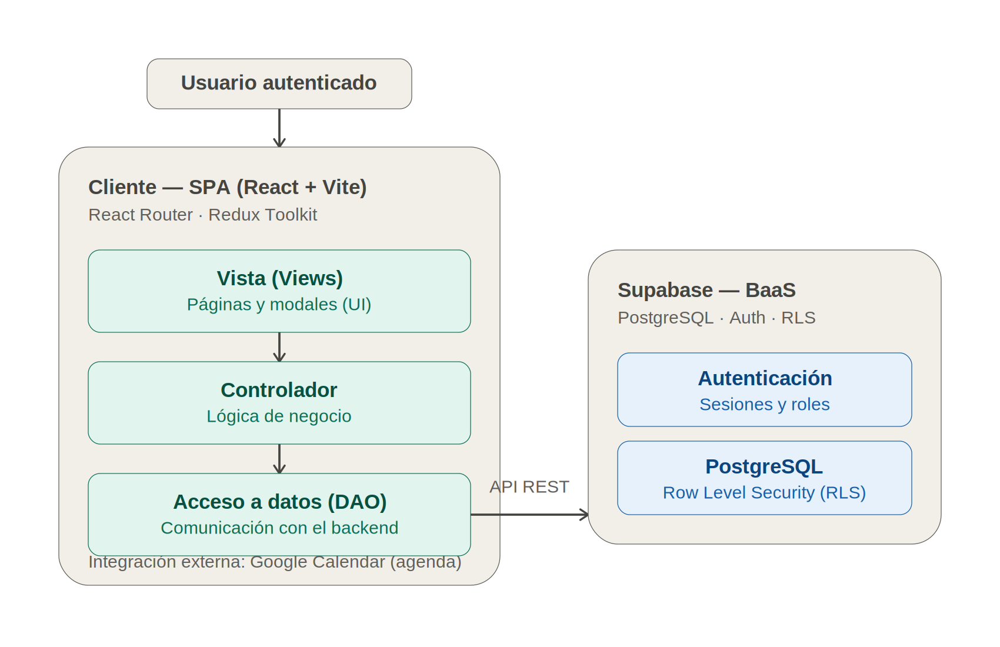 Usuario autenticado
Cliente — SPA (React + Vite)
React Router · Redux Toolkit
Vista (Views)
Páginas y modales (UI)
Controlador
Lógica de negocio
Acceso a datos (DAO)
Comunicación con el backend
Integración externa: Google Calendar (agenda)
API REST
Supabase — BaaS
PostgreSQL · Auth · RLS
Autenticación
Sesiones y roles
PostgreSQL
Row Level Security (RLS)